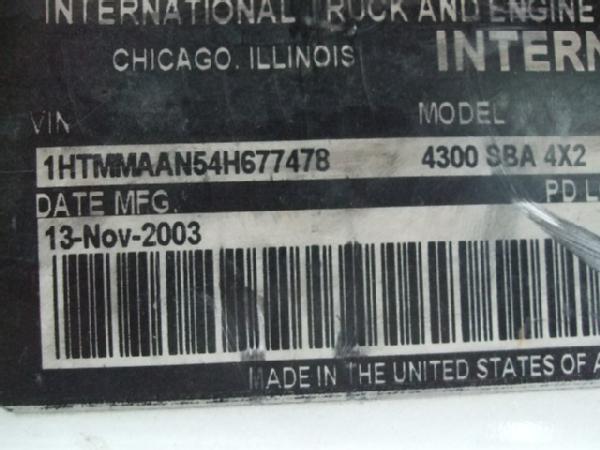 INTERNATIONAL TRUCK AND ENGINE
CHICAGO, ILLINOIS INTERN
VIN MODEL
1HTMMAAN54H677478 4300 SBA 4X2
DATE MFG. PD L
13-Nov-2003
MADE IN THE UNITED STATES OF A